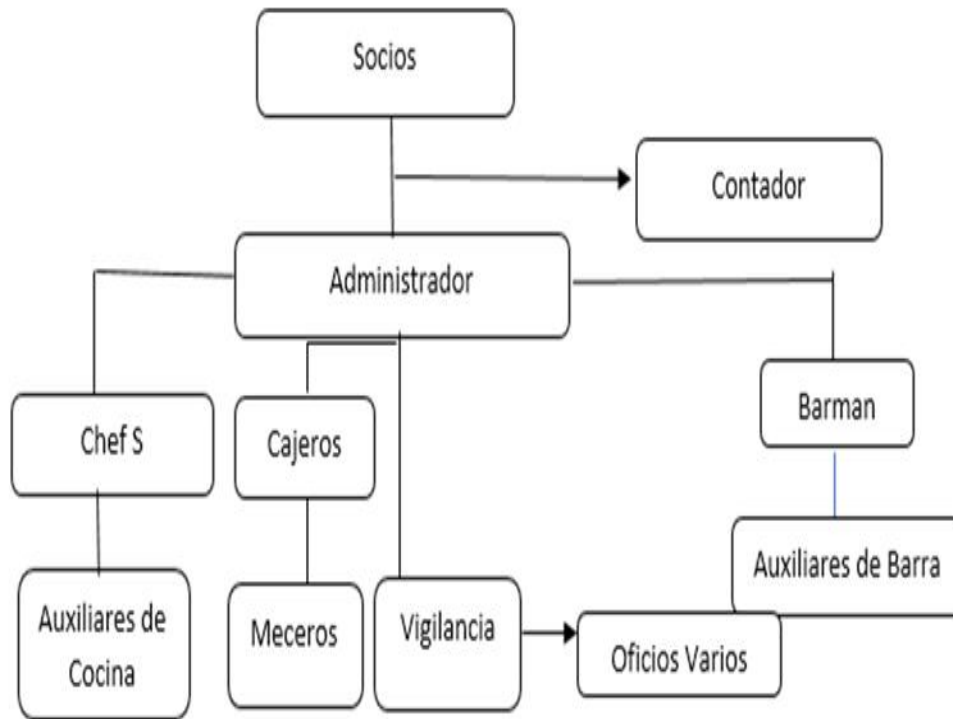 Socios
Contador
Administrador
Barman
Chef S
Cajeros
Auxiliares de Barra
Auxiliares de
Cocina
Meceros
Vigilancia
Oficios Varios